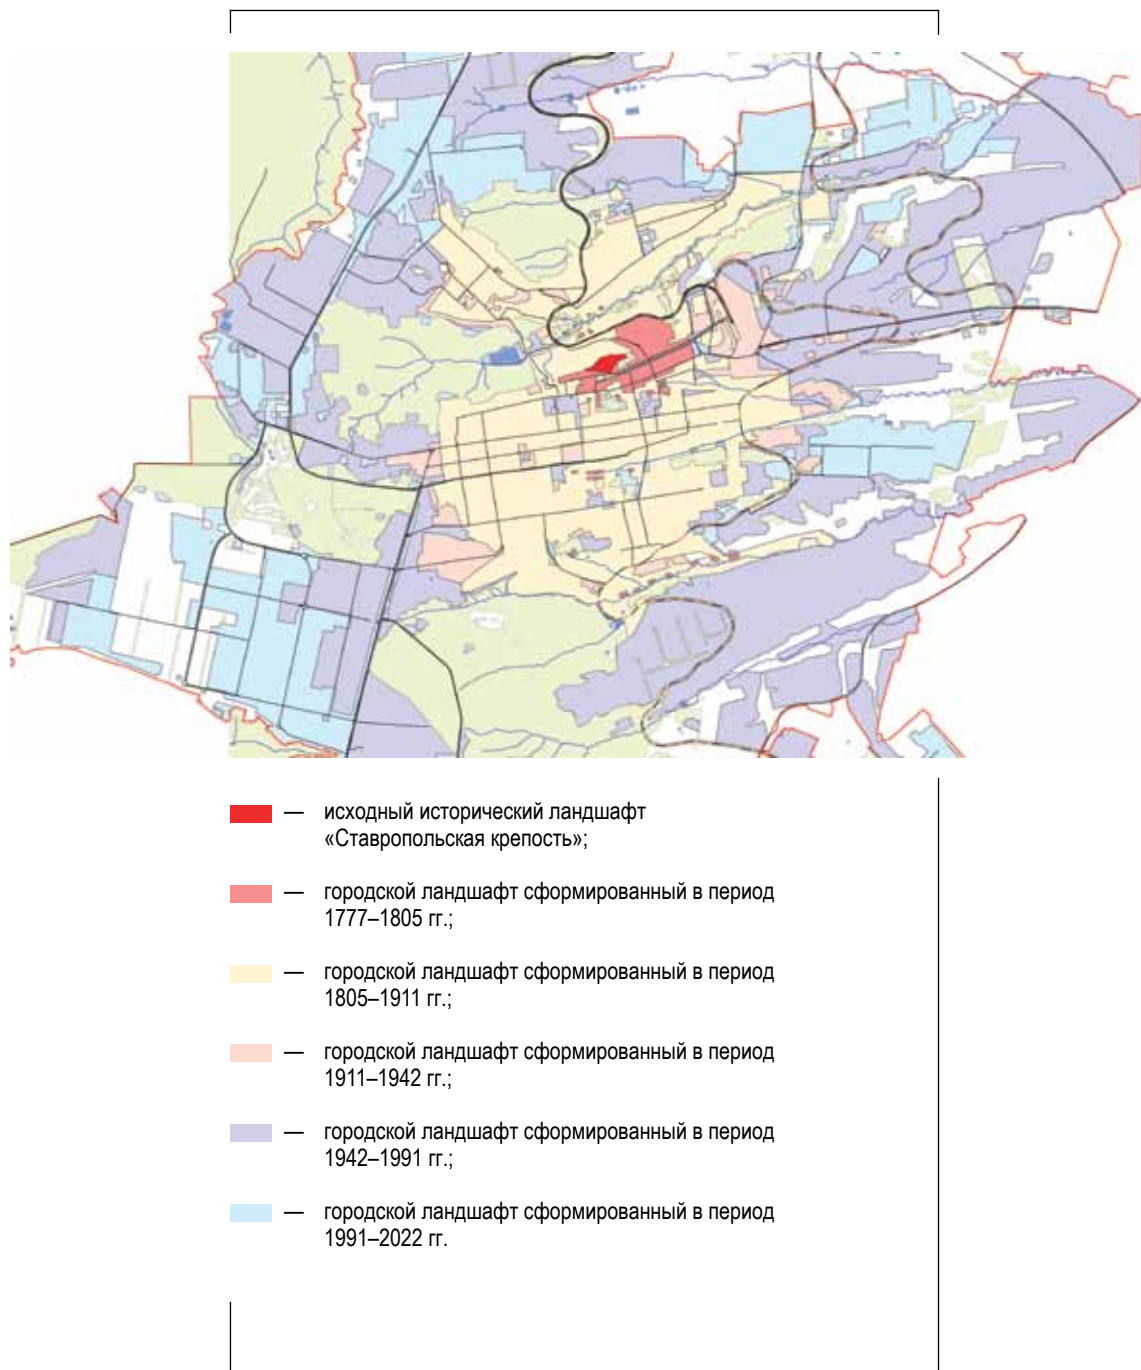 — исходный исторический ландшафт
«Ставропольская крепость»;
— городской ландшафт сформированный в период
1777–1805 гг.;
— городской ландшафт сформированный в период
1805–1911 гг.;
— городской ландшафт сформированный в период
1911–1942 гг.;
— городской ландшафт сформированный в период
1942–1991 гг.;
— городской ландшафт сформированный в период
1991–2022 гг.